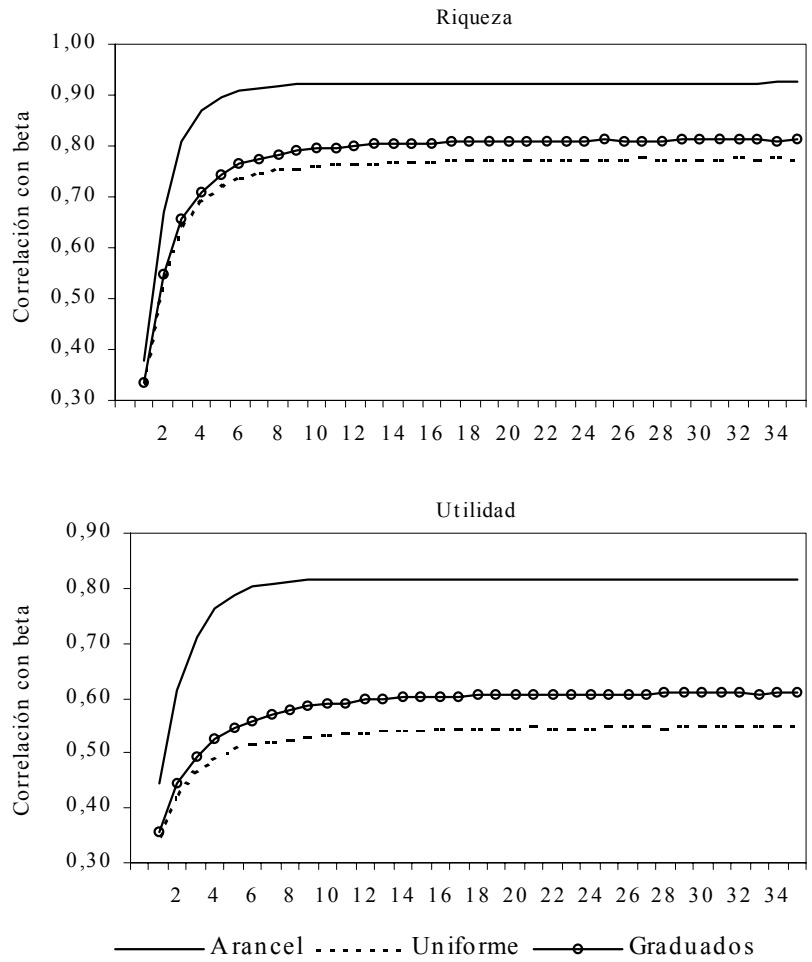 Riqueza
Correlación con beta
1,00
0,90
0,80
0,70
0,60
0,50
0,40
0,30
2 4 6 8 10 12 14 16 18 20 22 24 26 28 30 32 34
Utilidad
Correlación con beta
0,90
0,80
0,70
0,60
0,50
0,40
0,30
2 4 6 8 10 12 14 16 18 20 22 24 26 28 30 32 34
Arancel Uniforme Graduados